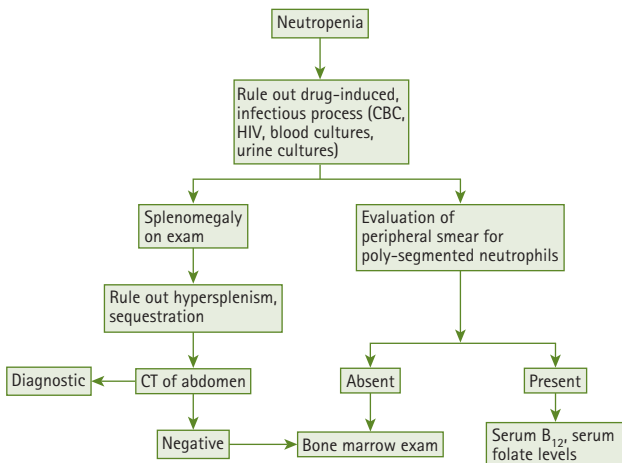 Neutropenia
Rule out drug-induced,
infectious process (CBC,
HIV, blood cultures,
urine cultures)
Splenomegaly
on exam
Evaluation of
peripheral smear for
poly-segmented neutrophils
Rule out hypersplenism,
sequestration
Diagnostic
CT of abdomen
Absent
Present
Negative
Bone marrow exam
Serum B12, serum
folate levels